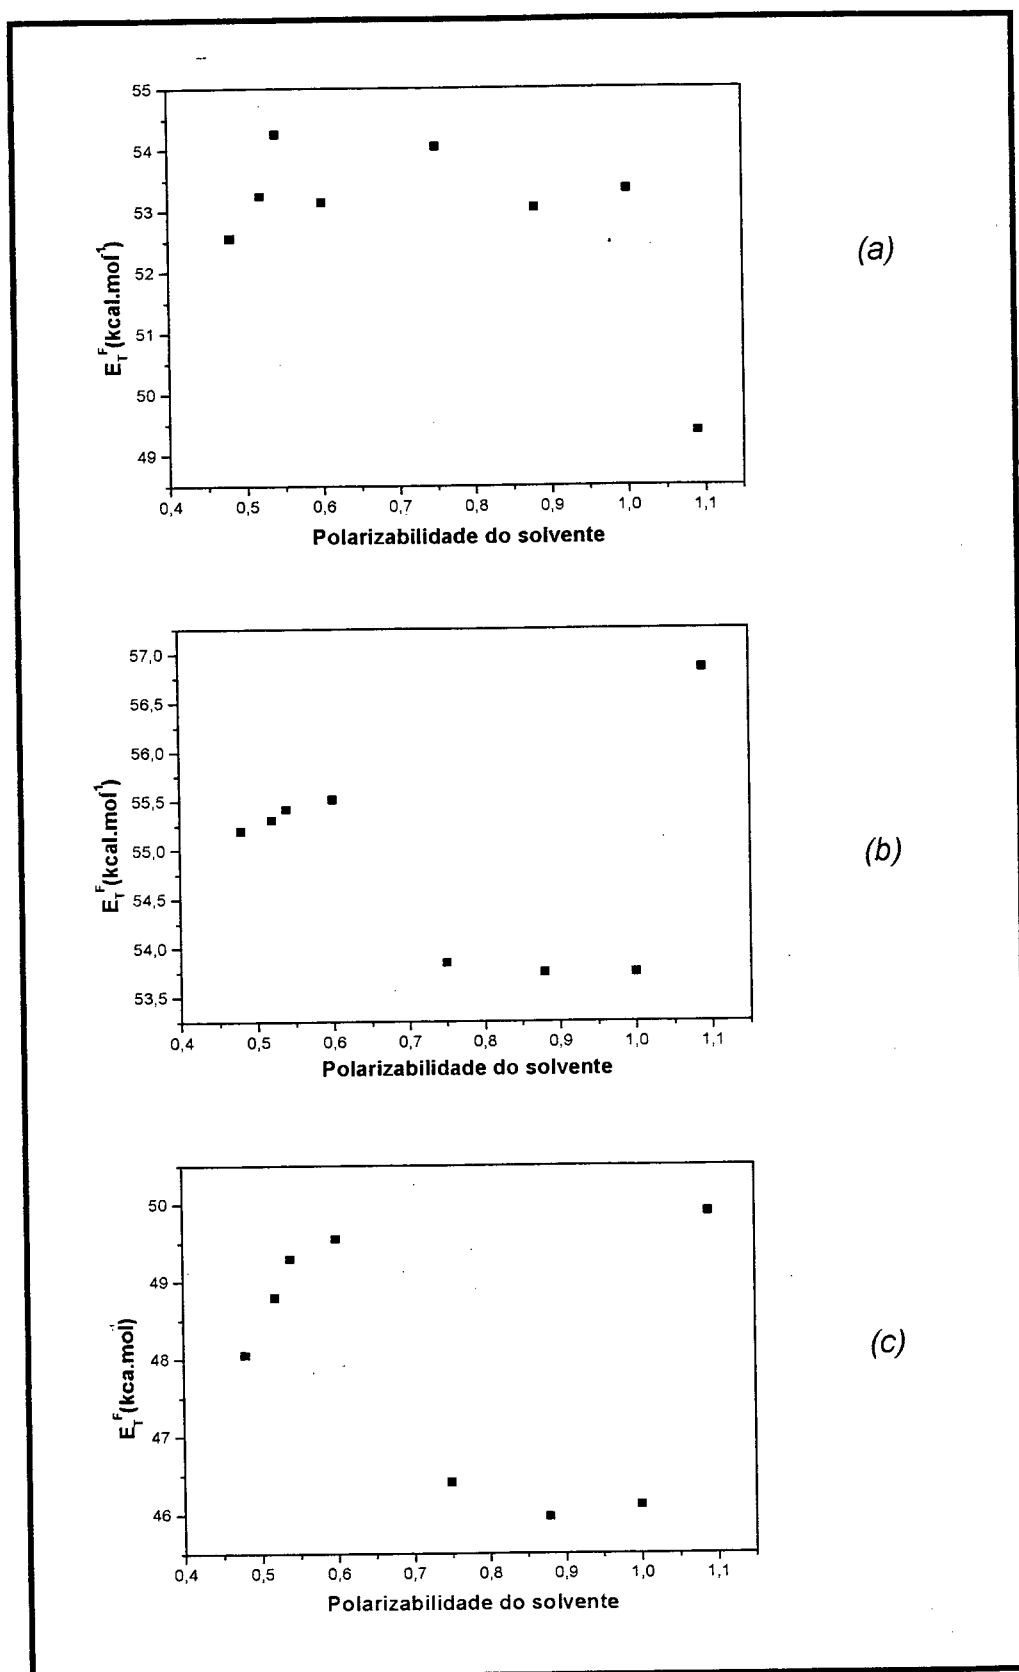 55
54
53
52
51
50
49
E_T^F(kcal.mol^-1)
0,4 0,5 0,6 0,7 0,8 0,9 1,0 1,1
Polarizabilidade do solvente
(a)
57,0
56,5
56,0
55,5
55,0
54,5
54,0
53,5
E_T^F(kcal.mol^-1)
0,4 0,5 0,6 0,7 0,8 0,9 1,0 1,1
Polarizabilidade do solvente
(b)
50
49
48
47
46
E_T^F(kca.mol^-1)
0,4 0,5 0,6 0,7 0,8 0,9 1,0 1,1
Polarizabilidade do solvente
(c)